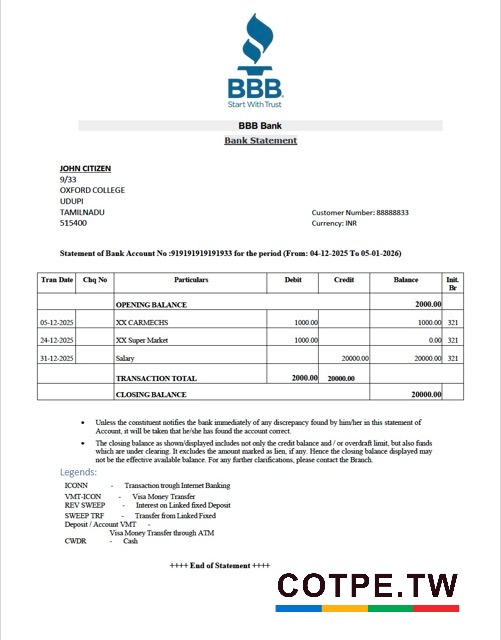 BBB
Start With Trust
BBB Bank
Bank Statement
JOHN CITIZEN
9/33
OXFORD COLLEGE
UDUPI
TAMILNADU
515400
Customer Number: 88888833
Currency: INR
Statement of Bank Account No :919191919191933 for the period (From: 04-12-2025 To 05-01-2026)
Tran Date Chq No Particulars Debit Credit Balance Init. Br
OPENING BALANCE 2000.00
05-12-2025 XX CARMECHS 1000.00 1000.00 321
24-12-2025 XX Super Market 1000.00 0.00 321
31-12-2025 Salary 20000.00 20000.00 321
TRANSACTION TOTAL 2000.00 20000.00
CLOSING BALANCE 20000.00
• Unless the constituent notifies the bank immediately of any discrepancy found by him/her in this statement of
Account, it will be taken that he/she has found the account correct.
• The closing balance as shown/displayed includes not only the credit balance and / or overdraft limit, but also funds
which are under clearing. It excludes the amount marked as lien, if any. Hence the closing balance displayed may
not be the effective available balance. For any further clarifications, please contact the Branch.
Legends:
ICONN - Transaction trough Internet Banking
VMT-ICON - Visa Money Transfer
REV SWEEP - Interest on Linked fixed Deposit
SWEEP TRF - Transfer from Linked Fixed
Deposit / Account VMT -
Visa Money Transfer through ATM
CWDR - Cash
++++ End of Statement ++++
COTPE.TW